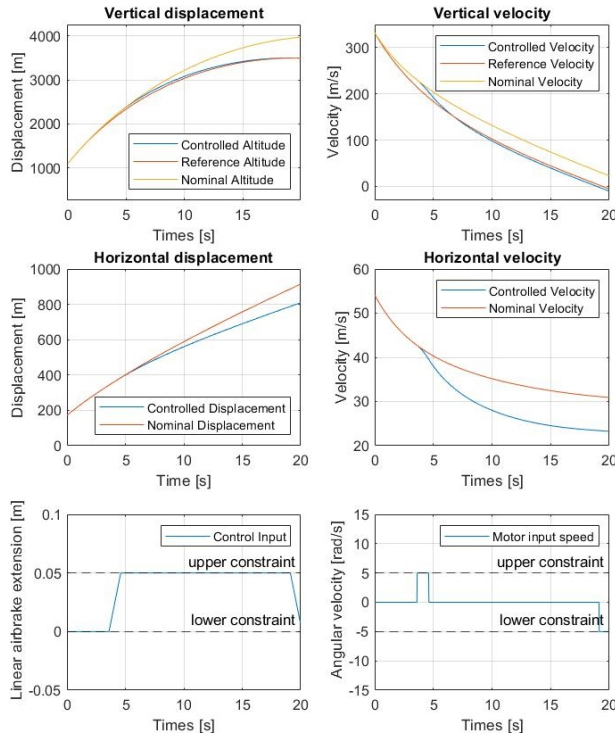 Vertical displacement
4000
3000
2000
1000
0 5 10 15 20
Displacement [m]
Times [s]
Controlled Altitude
Reference Altitude
Nominal Altitude
Vertical velocity
300
200
100
0
0 5 10 15 20
Velocity [m/s]
Times [s]
Controlled Velocity
Reference Velocity
Nominal Velocity
Horizontal displacement
1000
800
600
400
200
0
0 5 10 15 20
Displacement [m]
Time [s]
Controlled Displacement
Nominal Displacement
Horizontal velocity
60
50
40
30
20
0 5 10 15 20
Velocity [m/s]
Times [s]
Controlled Velocity
Nominal Velocity
0.1
0.05
0
-0.05
0 5 10 15 20
Linear airbrake extension [m]
Times [s]
Control Input
upper constraint
lower constraint
15
10
5
0
-5
-10
-15
0 5 10 15 20
Angular velocity [rad/s]
Times [s]
Motor input speed
upper constraint
lower constraint